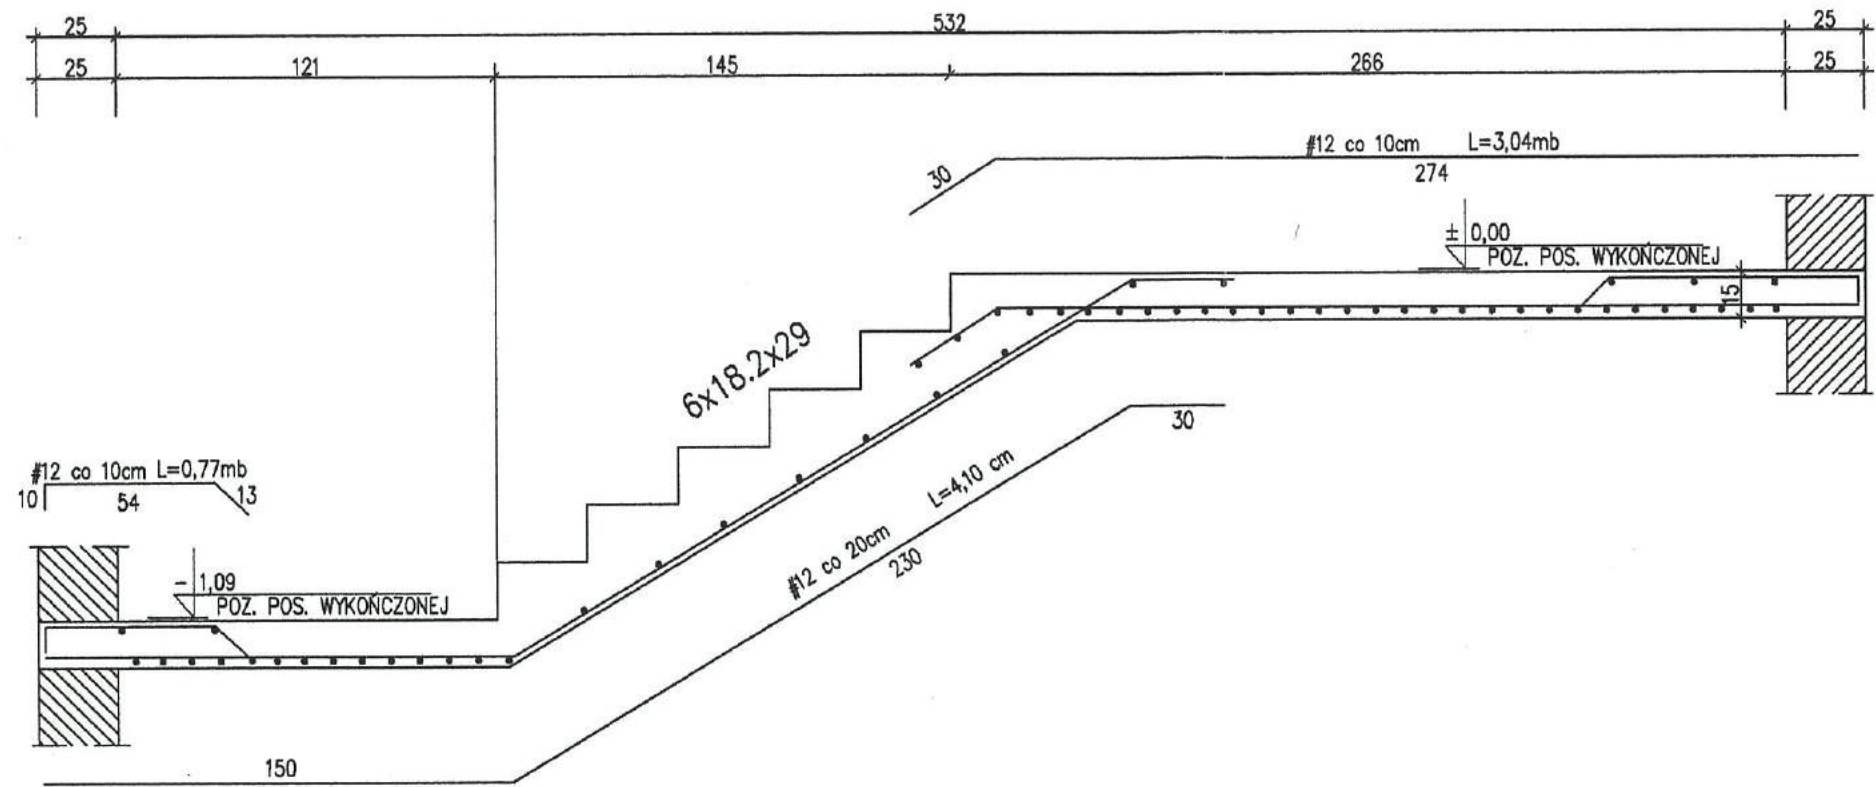 25 532 25
25 121 145 266 25
#12 co 10cm L=3,04mb
30 274
± 0,00
POZ. POS. WYKOŃCZONEJ
15
6x18.2x29
30
#12 co 10cm L=0,77mb
10 54 13
#12 co 20cm L=4,10 cm
230
- 1,09
POZ. POS. WYKOŃCZONEJ
150